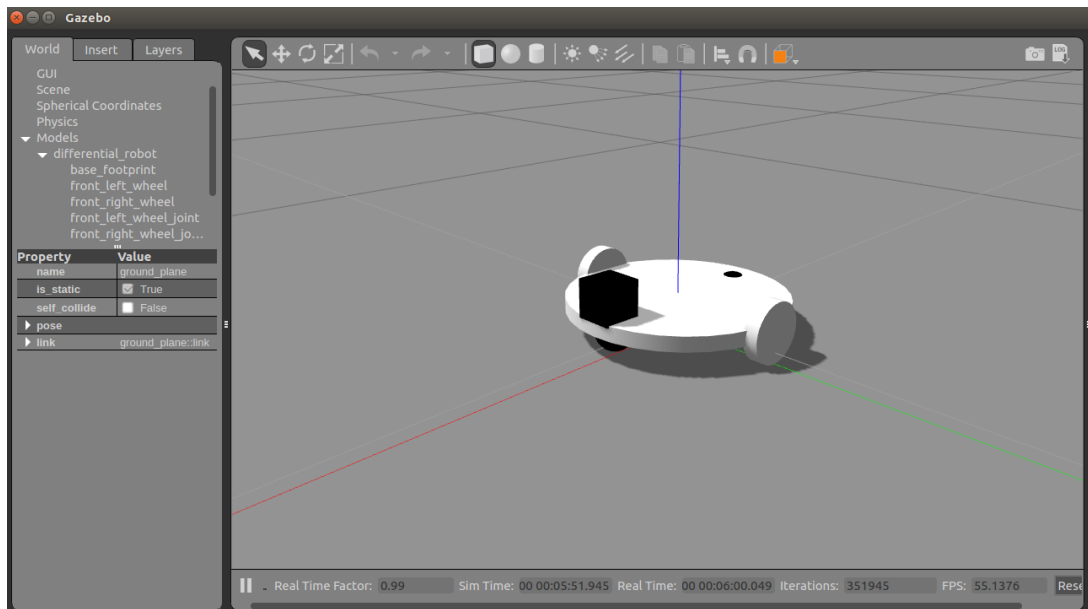 Gazebo
World Insert Layers
GUI
Scene
Spherical Coordinates
Physics
Models
differential_robot
base_footprint
front_left_wheel
front_right_wheel
front_left_wheel_joint
front_right_wheel_jo...
Property Value
name ground_plane
is_static True
self_collide False
pose
link ground_plane::link
LOG
Real Time Factor: 0.99 Sim Time: 00 00:05:51.945 Real Time: 00 00:06:00.049 Iterations: 351945 FPS: 55.1376 Rese